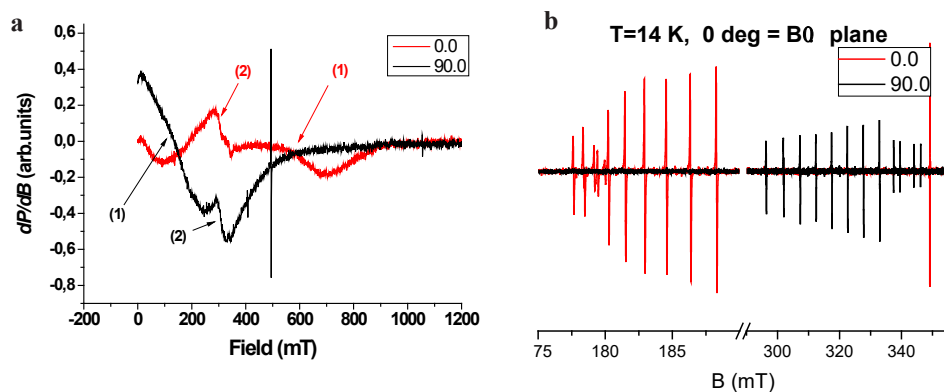 a
0,6
0,4
0,2
0,0
-0,2
-0,4
-0,6
-0,8
dP/dB (arb.units)
0.0
90.0
(2)
(1)
(1)
(2)
0 200 400 600 800 1000 1200
Field (mT)
b
T=14 K, 0 deg = B0 plane
0.0
90.0
75 180 185 300 320 340
B (mT)